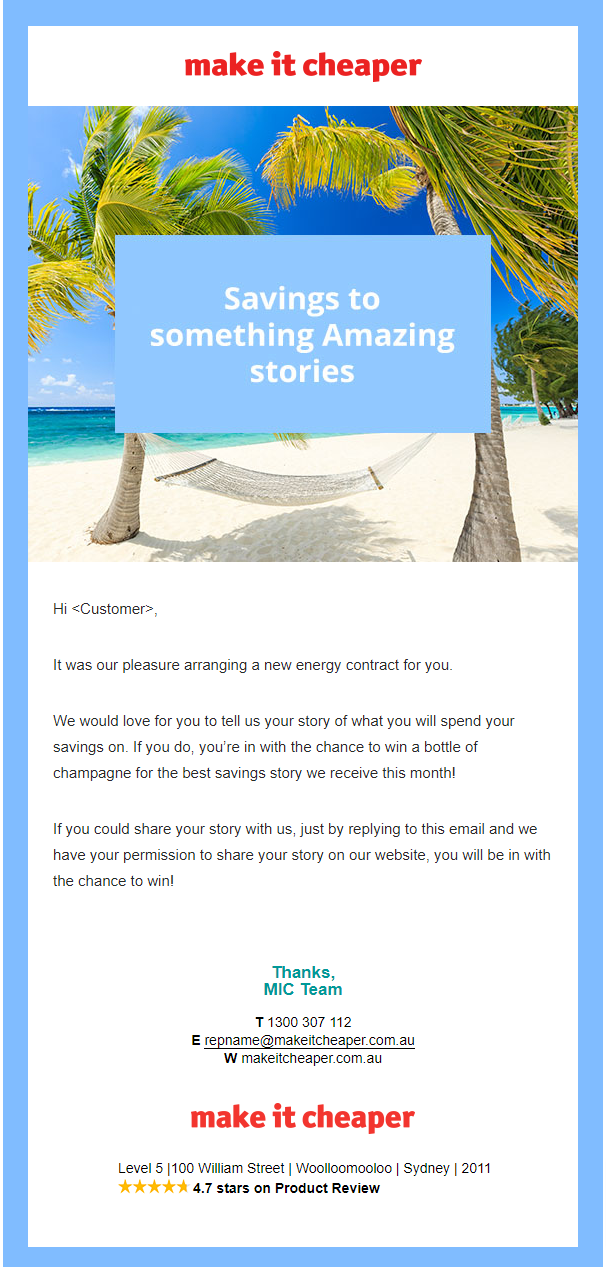 make it cheaper
Savings to
something Amazing
stories
Hi <Customer>,
It was our pleasure arranging a new energy contract for you.
We would love for you to tell us your story of what you will spend your
savings on. If you do, you’re in with the chance to win a bottle of
champagne for the best savings story we receive this month!
If you could share your story with us, just by replying to this email and we
have your permission to share your story on our website, you will be in with
the chance to win!
Thanks,
MIC Team
T 1300 307 112
E repname@makeitcheaper.com.au
W makeitcheaper.com.au
make it cheaper
Level 5 |100 William Street | Woolloomooloo | Sydney | 2011
4.7 stars on Product Review